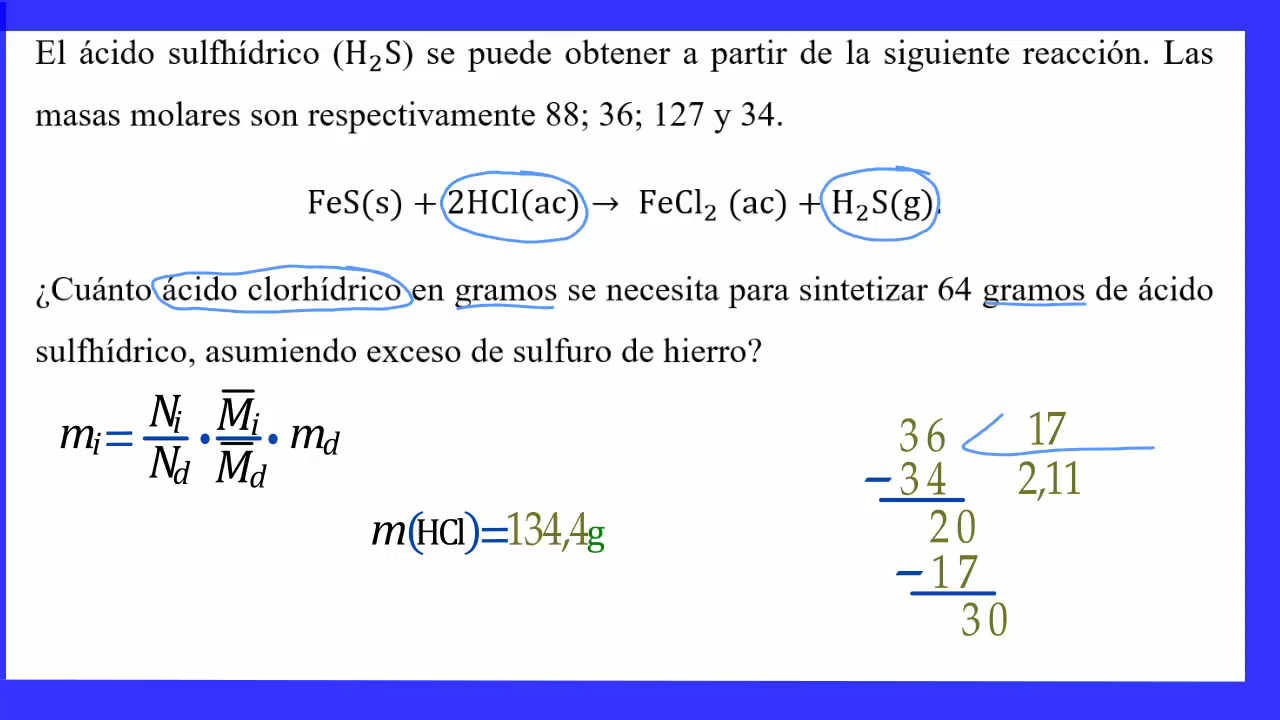 El ácido sulfhídrico (H₂S) se puede obtener a partir de la siguiente reacción. Las
masas molares son respectivamente 88; 36; 127 y 34.
FeS(s) + 2HCl(ac) → FeCl₂ (ac) + H₂S(g).
¿Cuánto ácido clorhídrico en gramos se necesita para sintetizar 64 gramos de ácido
sulfhídrico, asumiendo exceso de sulfuro de hierro?
mᵢ = Nᵢ/N_d · M̅ᵢ/M̅_d · m_d
m(HCl)=134,4g
36 17
−34 2,11
20
−17
30